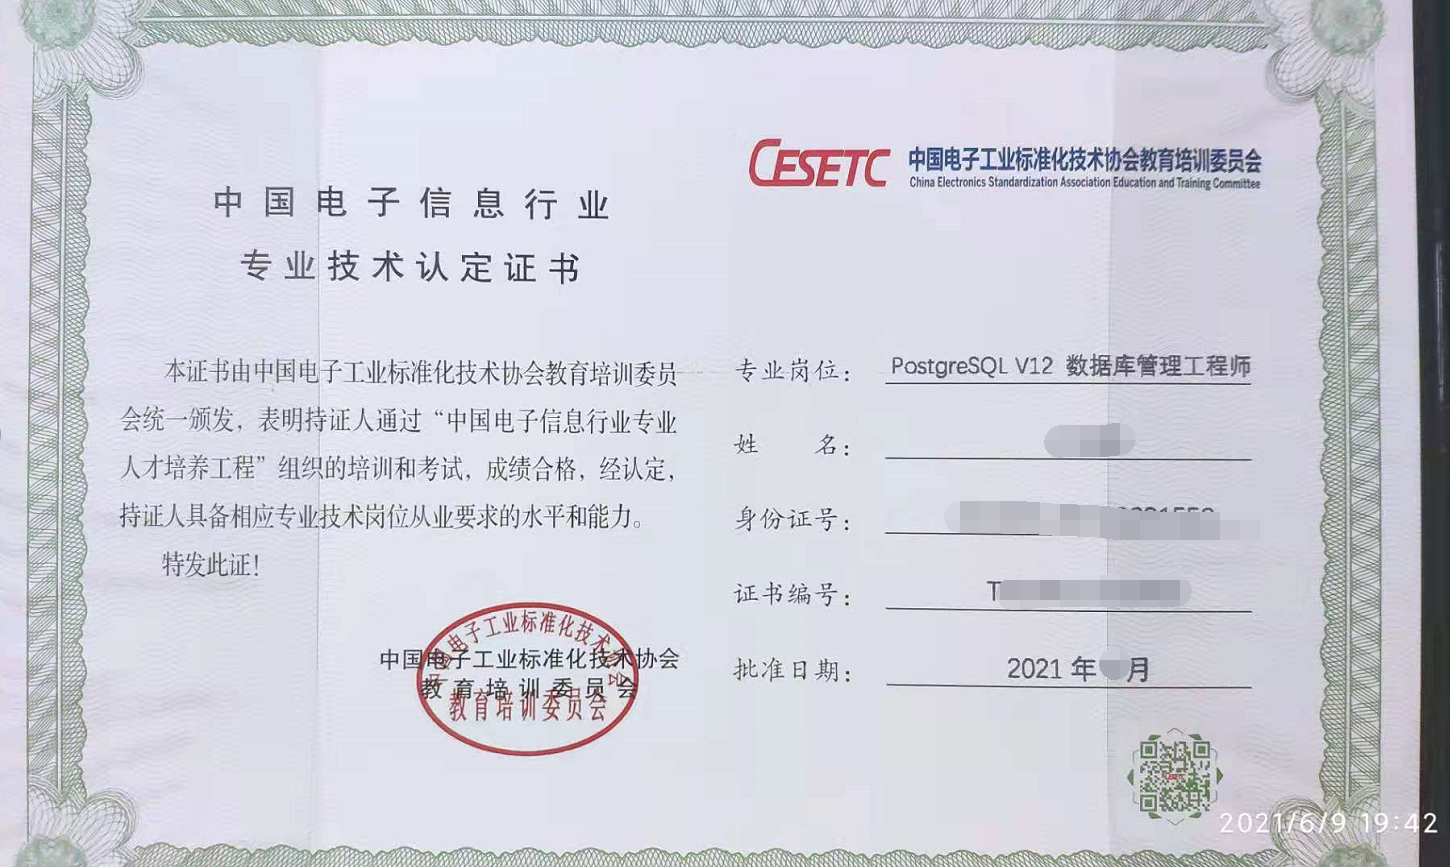 中国电子信息行业
专业技术认定证书
本证书由中国电子工业标准化技术协会教育培训委员
会统一颁发，表明持证人通过“中国电子信息行业专业
人才培养工程”组织的培训和考试，成绩合格，经认定，
持证人具备相应专业技术岗位从业要求的水平和能力。
特发此证！
中国电子工业标准化技术协会
教育培训委员会
中国电子工业标准化技术协会
教育培训委员会
CESETC 中国电子工业标准化技术协会教育培训委员会
China Electronics Standardization Association Education and Training Committee
专业岗位： PostgreSQL V12 数据库管理工程师
姓 名：
身份证号：
证书编号： T
批准日期： 2021 年 月
CESETC
2021/6/9 19:42